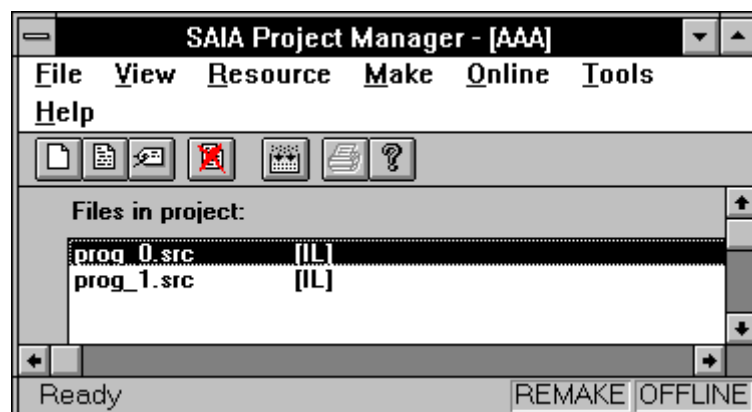 SAIA Project Manager - [AAA]
File View Resource Make Online Tools
Help
Files in project:
prog_0.src [IL]
prog_1.src [IL]
Ready REMAKE OFFLINE